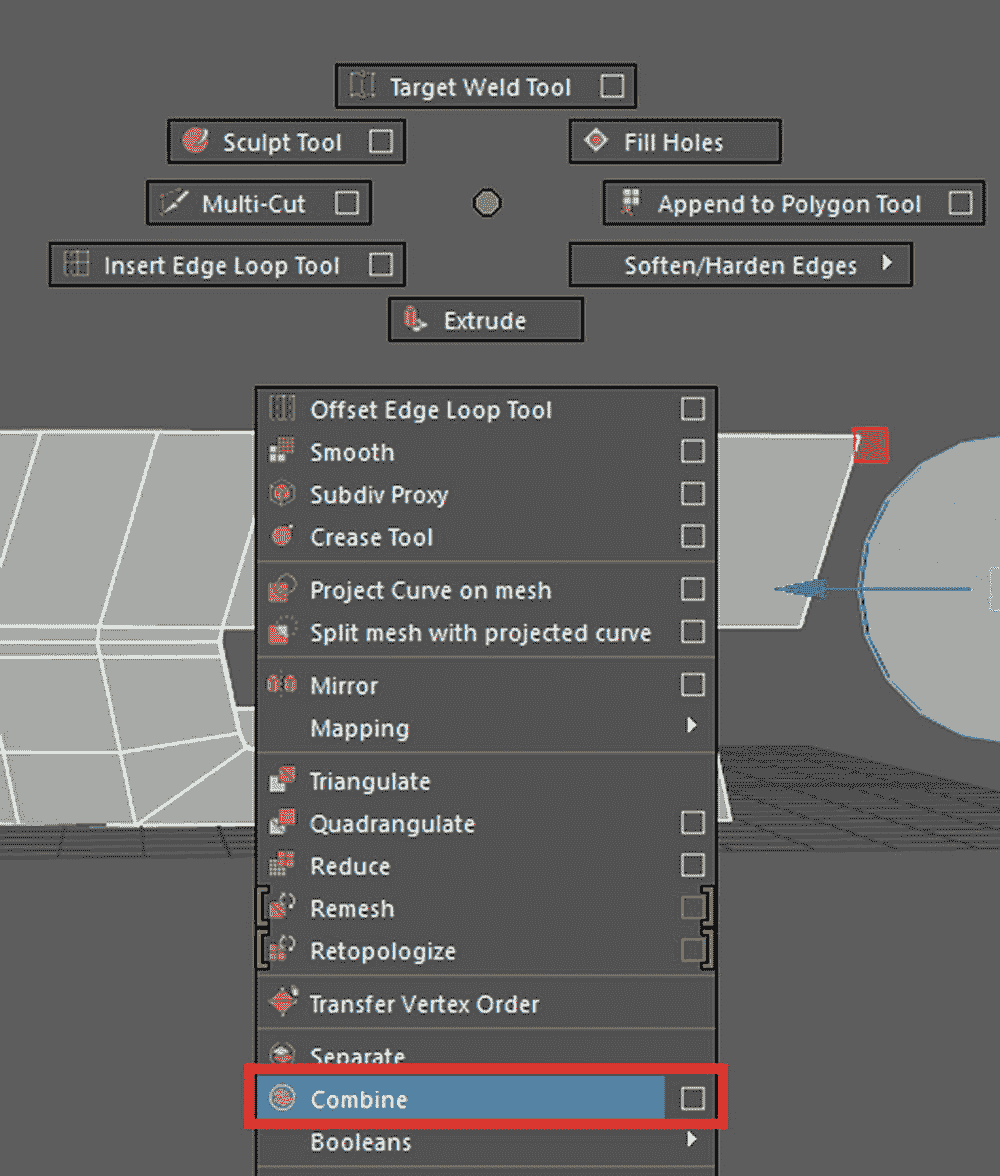 Target Weld Tool
Sculpt Tool
Fill Holes
Multi-Cut
Append to Polygon Tool
Insert Edge Loop Tool
Soften/Harden Edges
Extrude
Offset Edge Loop Tool
Smooth
Subdiv Proxy
Crease Tool
Project Curve on mesh
Split mesh with projected curve
Mirror
Mapping
Triangulate
Quadrangulate
Reduce
Remesh
Retopologize
Transfer Vertex Order
Separate
Combine
Booleans